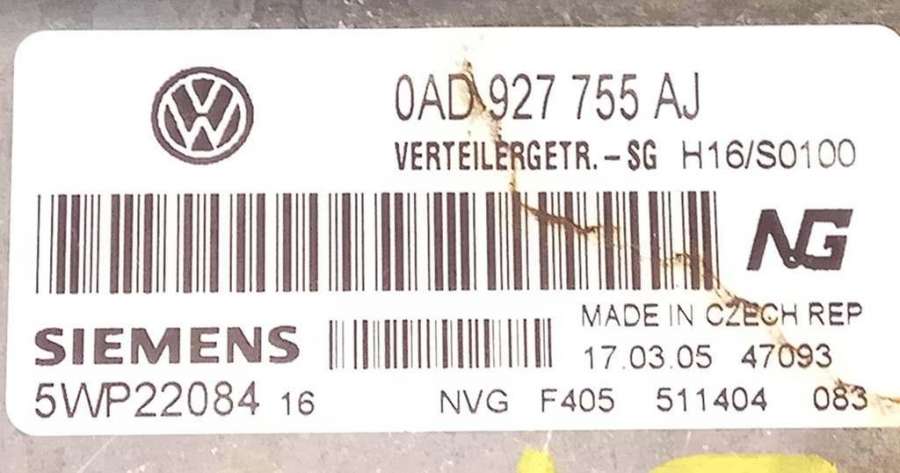 0AD 927 755 AJ
VERTEILERGETR.-SG H16/S0100
NG
MADE IN CZECH REP
SIEMENS
17.03.05 47093
5WP22084 16
NVG F405 511404 083